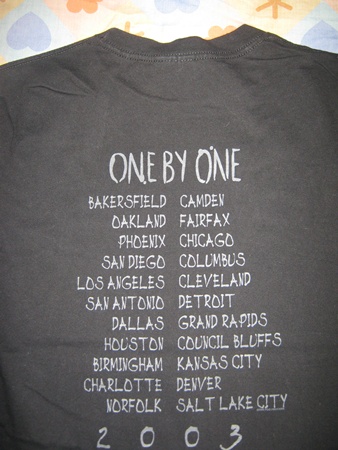 ONE BY ONE
BAKERSFIELD CAMDEN
OAKLAND FAIRFAX
PHOENIX CHICAGO
SAN DIEGO COLUMBUS
LOS ANGELES CLEVELAND
SAN ANTONIO DETROIT
DALLAS GRAND RAPIDS
HOUSTON COUNCIL BLUFFS
BIRMINGHAM KANSAS CITY
CHARLOTTE DENVER
NORFOLK SALT LAKE CITY
2003